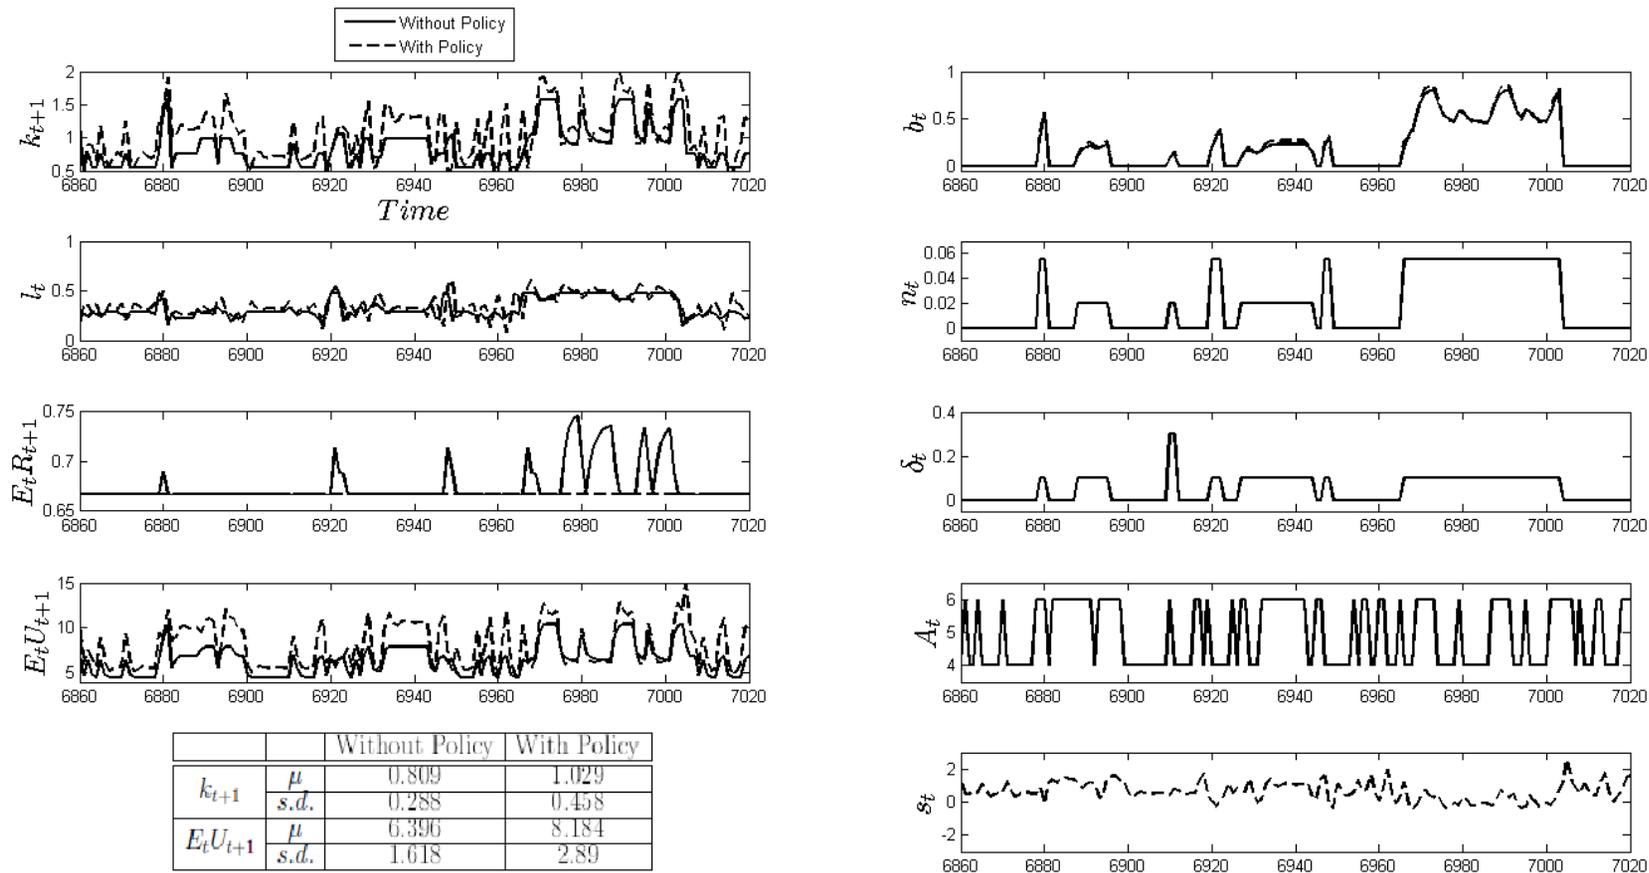 Without Policy
With Policy
k_{t+1}
2
1.5
1
0.5
6860 6880 6900 6920 6940 6960 6980 7000 7020
Time
l_t
1
0.5
0
6860 6880 6900 6920 6940 6960 6980 7000 7020
E_tR_{t+1}
0.75
0.7
0.65
6860 6880 6900 6920 6940 6960 6980 7000 7020
E_tU_{t+1}
15
10
5
6860 6880 6900 6920 6940 6960 6980 7000 7020
Without Policy With Policy
k_{t+1} μ 0.809 1.029
s.d. 0.288 0.458
E_tU_{t+1} μ 6.396 8.184
s.d. 1.618 2.89
b_t
1
0.5
0
6860 6880 6900 6920 6940 6960 6980 7000 7020
n_t
0.06
0.04
0.02
0
6860 6880 6900 6920 6940 6960 6980 7000 7020
δ_t
0.4
0.2
0
6860 6880 6900 6920 6940 6960 6980 7000 7020
A_t
6
5
4
6860 6880 6900 6920 6940 6960 6980 7000 7020
s_t
2
0
-2
6860 6880 6900 6920 6940 6960 6980 7000 7020